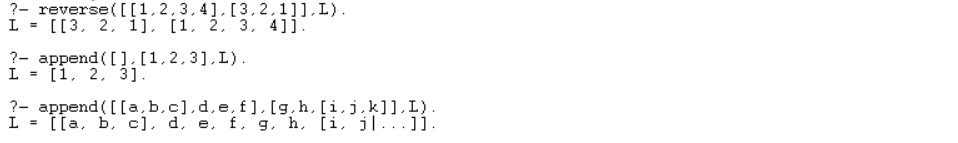 ?- reverse([[1,2,3,4],[3,2,1]],L).
L = [[3, 2, 1], [1, 2, 3, 4]].
?- append([],[1,2,3],L).
L = [1, 2, 3].
?- append([[a,b,c],d,e,f],[g,h,[i,j,k]],L).
L = [[a, b, c], d, e, f, g, h, [i, j|...]].